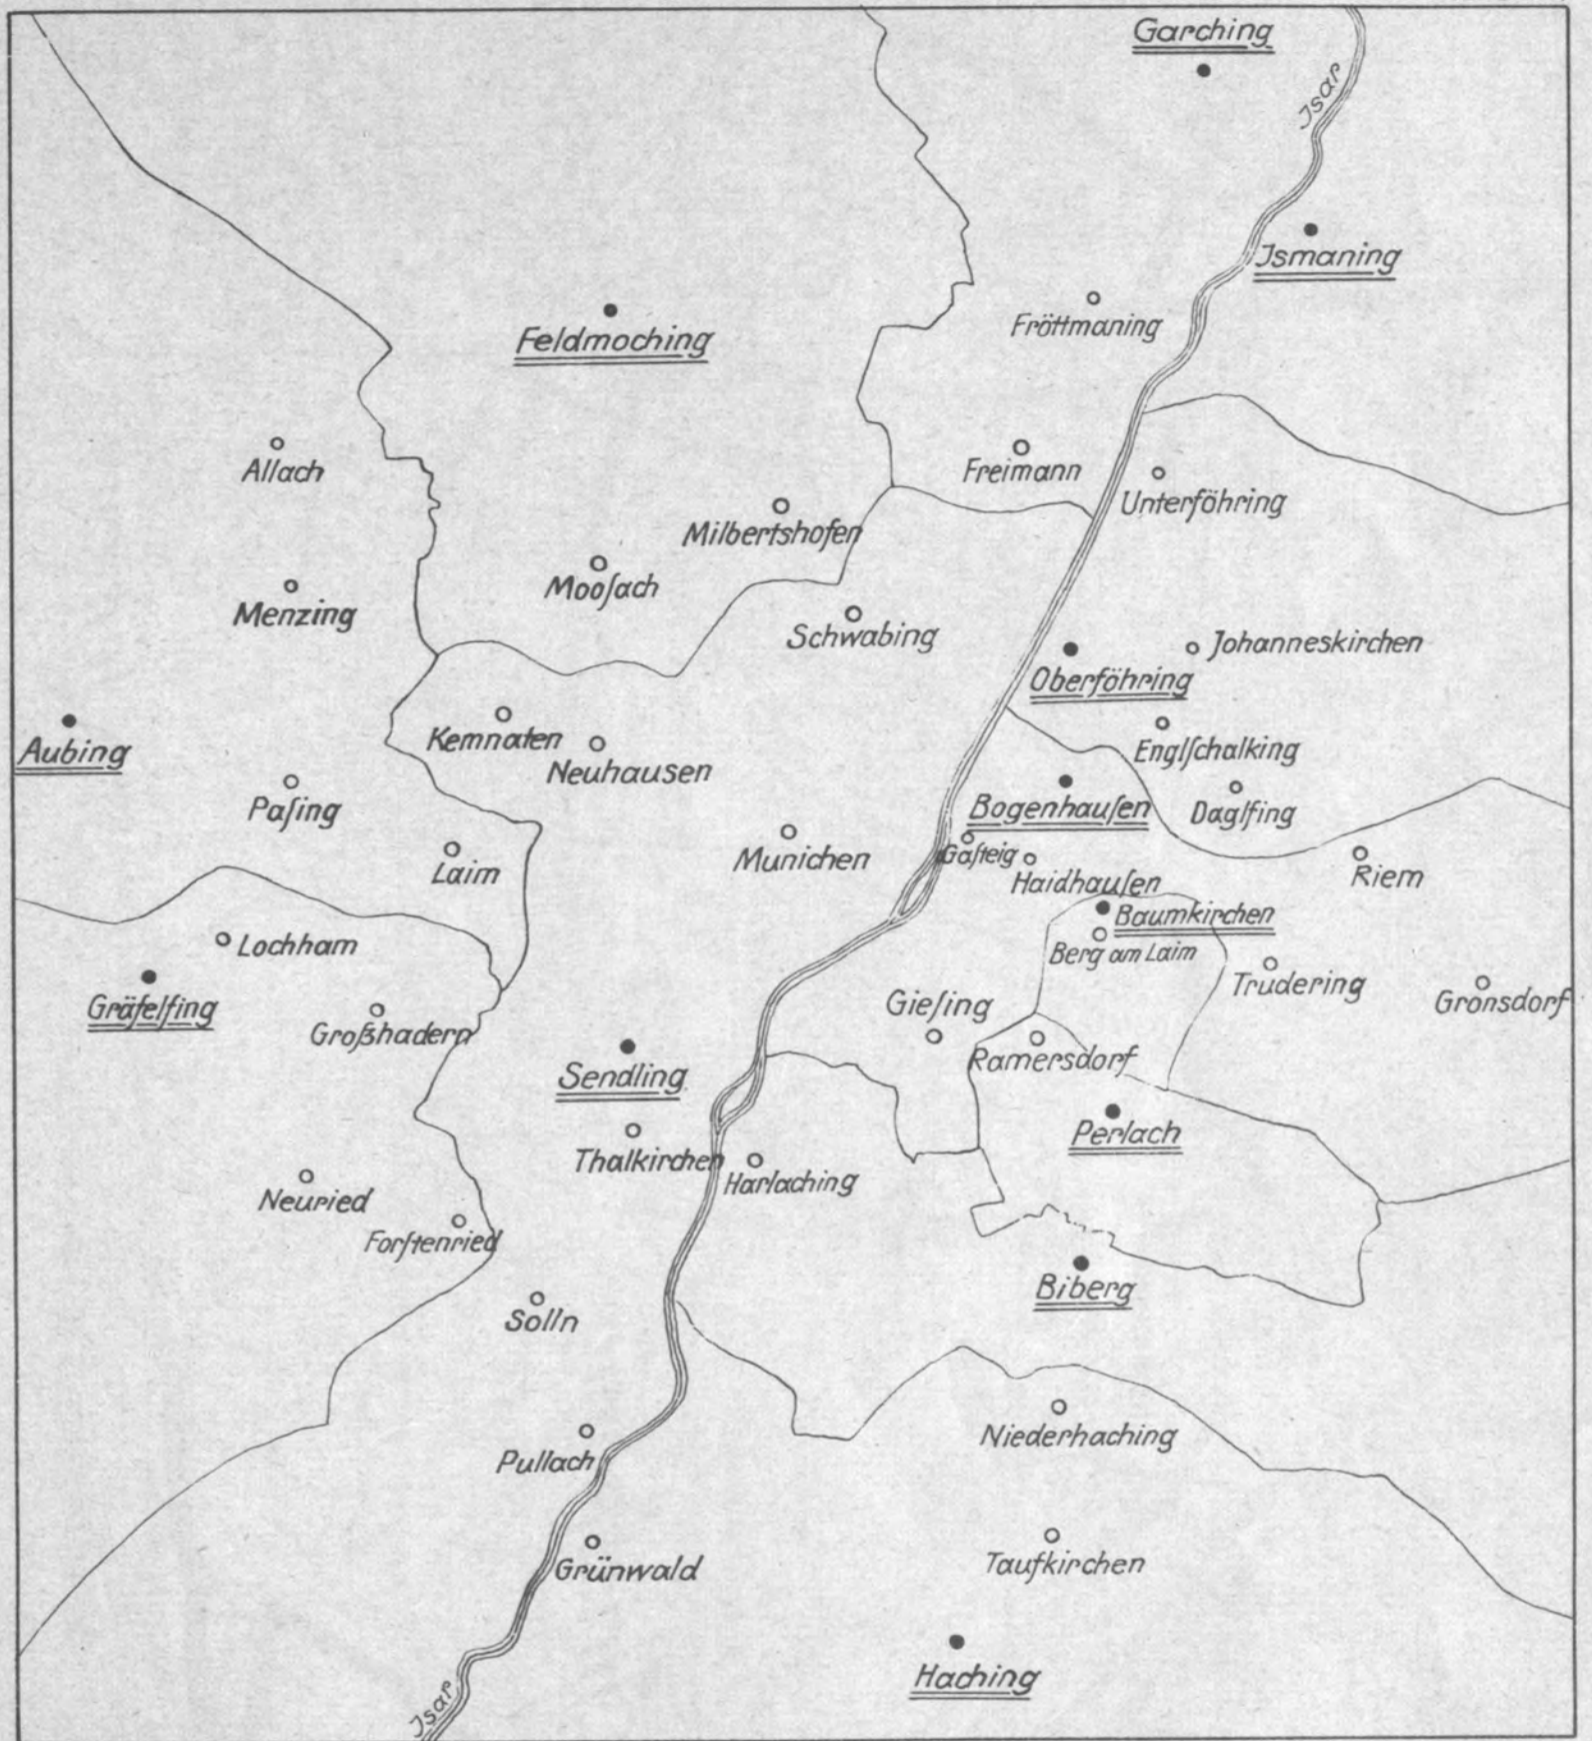 Garching
Isar
Ismaning
Fröttmaning
Feldmoching
Allach
Freimann
Unterföhring
Milbertshofen
Mooſach
Menzing
Schwabing
Johanneskirchen
Oberföhring
Aubing
Kemnaten
Neuhausen
Englſchalking
Paſing
Bogenhauſen
Daglfing
Laim
Munichen
Gaſteig
Haidhauſen
Riem
Baumkirchen
Lochham
Berg am Laim
Trudering
Gronsdorf
Gräfelfing
Großhadern
Gieſing
Ramersdorf
Sendling
Perlach
Thalkirchen
Harlaching
Neuried
Forſtenried
Biberg
Solln
Niederhaching
Pullach
Grünwald
Taufkirchen
Haching
Isar